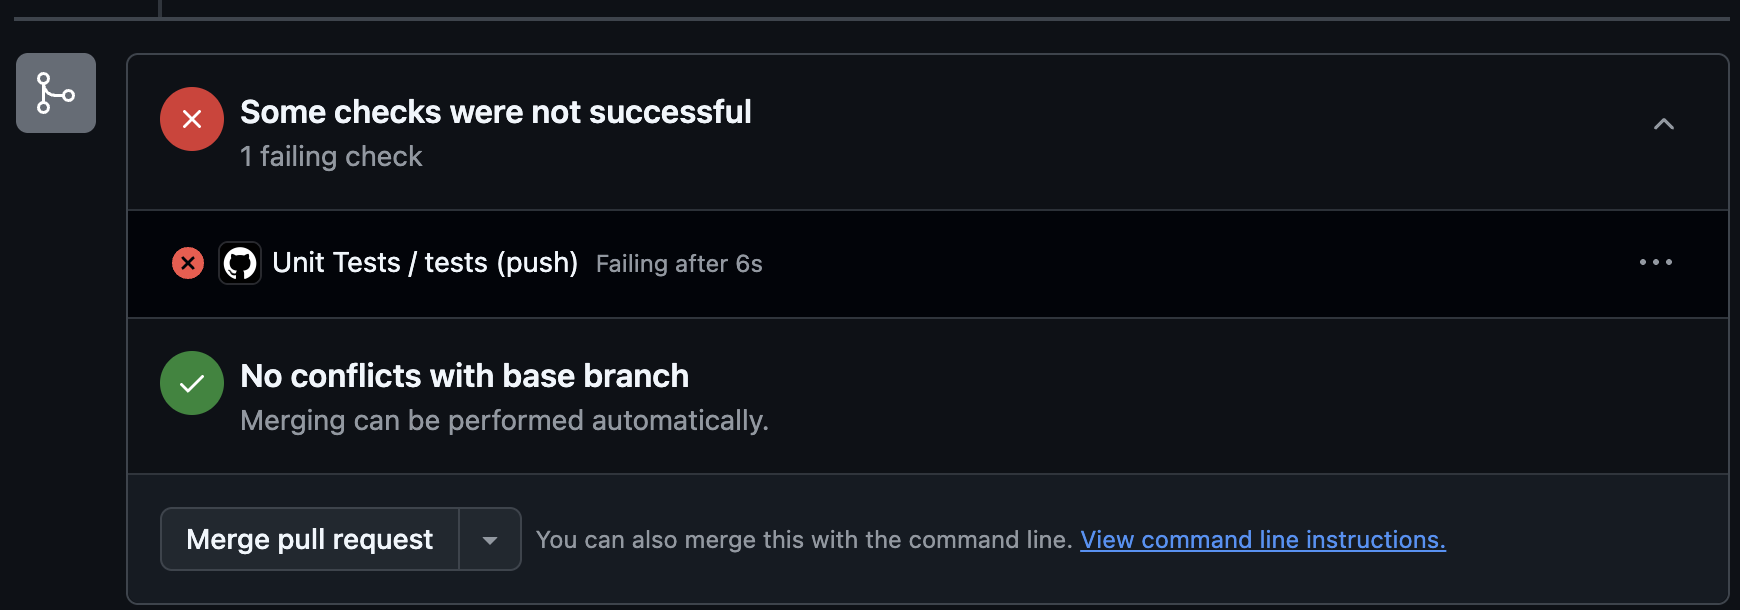 Some checks were not successful
1 failing check
Unit Tests / tests (push) Failing after 6s
No conflicts with base branch
Merging can be performed automatically.
Merge pull request You can also merge this with the command line. View command line instructions.